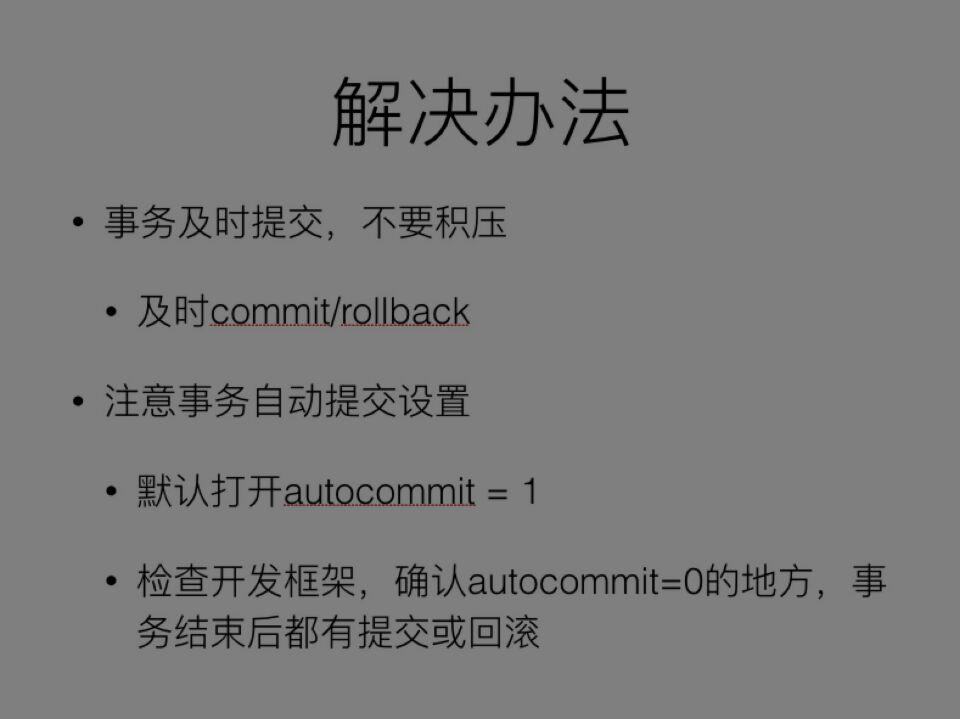 解决办法
• 事务及时提交，不要积压
• 及时commit/rollback
• 注意事务自动提交设置
• 默认打开autocommit = 1
• 检查开发框架，确认autocommit=0的地方，事
务结束后都有提交或回滚